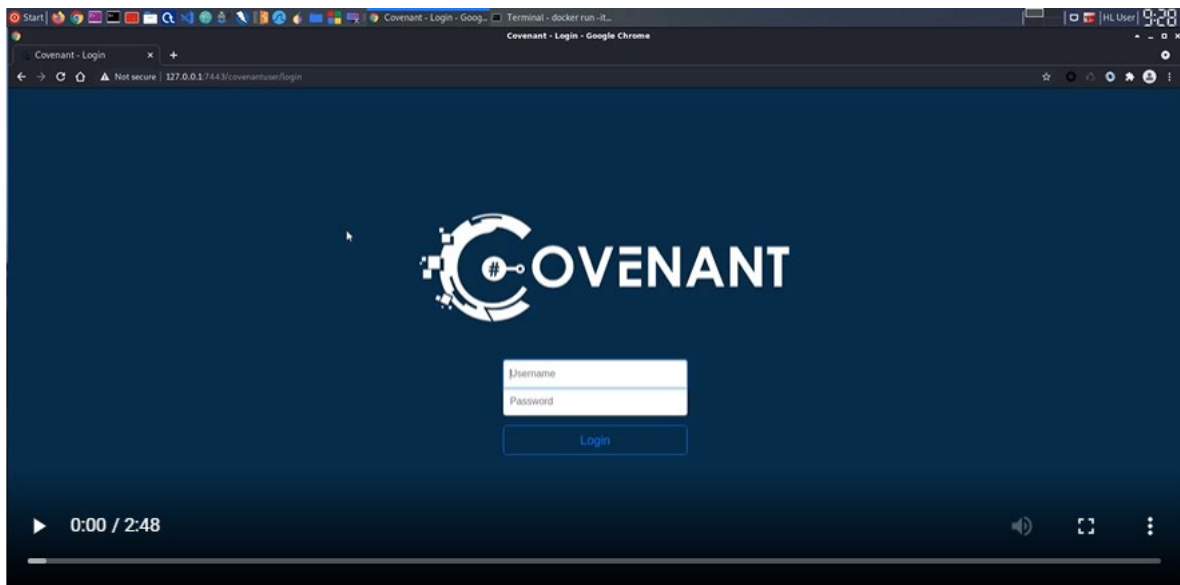 Start Covenant - Login - Goog... Terminal - docker run -it... HL User 9:28
Covenant - Login - Google Chrome
Covenant - Login
Not secure 127.0.0.1:7443/covenantuser/login
# COVENANT
Username
Password
Login
0:00 / 2:48